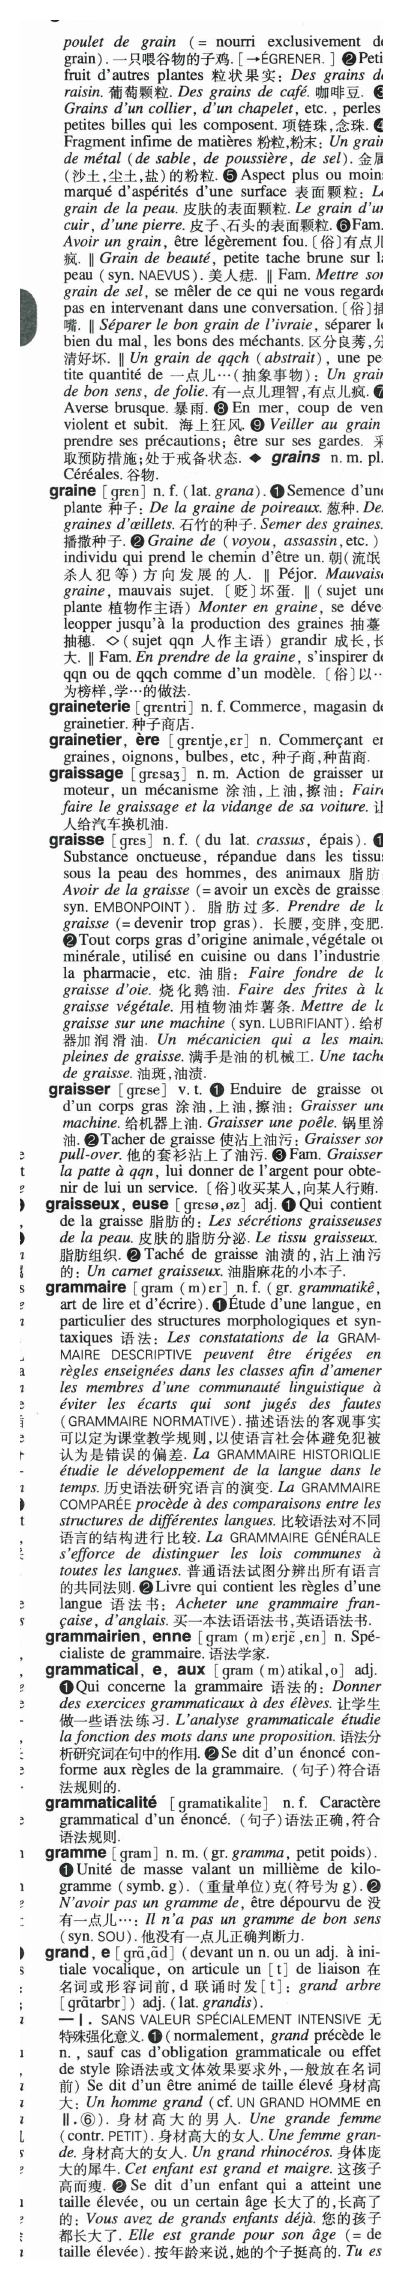 poulet de grain (= nourri exclusivement d
grain). 一只喂谷物的子鸡. [→ÉGRENER. ] ❷Peti
fruit d'autres plantes 粒状果实: Des grains d
raisin. 葡萄颗粒. Des grains de café. 咖啡豆. ❸
Grains d'un collier, d'un chapelet, etc. , perles
petites billes qui les composent. 项链珠,念珠. ❹
Fragment infime de matières 粉粒,粉末: Un grain
de métal (de sable, de poussière, de sel). 金属
(沙土,尘土,盐)的粉粒. ❺Aspect plus ou moins
marqué d'aspérités d'une surface 表面颗粒: L
grain de la peau. 皮肤的表面颗粒. Le grain d'un
cuir, d'une pierre. 皮子、石头的表面颗粒. ❻Fam.
Avoir un grain, être légèrement fou. 〔俗〕有点儿
疯. ‖ Grain de beauté, petite tache brune sur l
peau (syn. NAEVUS). 美人痣. ‖ Fam. Mettre son
grain de sel, se mêler de ce qui ne vous regard
pas en intervenant dans une conversation. 〔俗〕插
嘴. ‖ Séparer le bon grain de l'ivraie, séparer l
bien du mal, les bons des méchants. 区分良莠,分
清好坏. ‖ Un grain de qqch (abstrait), une pe
tite quantité de 一点儿…(抽象事物): Un grain
de bon sens, de folie. 有一点儿理智,有点儿疯. ❼
Averse brusque. 暴雨. ❽En mer, coup de ven
violent et subit. 海上狂风. ❾Veiller au grain
prendre ses précautions; être sur ses gardes. 采
取预防措施;处于戒备状态. ◆ grains n. m. pl.
Céréales. 谷物.
graine [grɛn] n. f. (lat. grana). ❶Semence d'une
plante 种子: De la graine de poireaux. 葱种. De
graines d'œillets. 石竹的种子. Semer des graines.
播撒种子. ❷Graine de (voyou, assassin, etc. )
individu qui prend le chemin d'être un. 朝(流氓
杀人犯等)方向发展的人. ‖ Péjor. Mauvaise
graine, mauvais sujet. 〔贬〕坏蛋. ‖ (sujet une
plante 植物作主语) Monter en graine, se déve
leopper jusqu'à la production des graines 抽薹
抽穗. ◇(sujet qqn 人作主语) grandir 成长,长
大. ‖ Fam. En prendre de la graine, s'inspirer d
qqn ou de qqch comme d'un modèle. 〔俗〕以…
为榜样,学…的做法.
graineterie [grɛntri] n. f. Commerce, magasin de
grainetier. 种子商店.
grainetier, ère [grɛntje,ɛr] n. Commerçant en
graines, oignons, bulbes, etc, 种子商,种苗商.
graissage [grɛsaʒ] n. m. Action de graisser un
moteur, un mécanisme 涂油,上油,擦油: Faire
faire le graissage et la vidange de sa voiture. 让
人给汽车换机油.
graisse [grɛs] n. f. (du lat. crassus, épais). ❶
Substance onctueuse, répandue dans les tissus
sous la peau des hommes, des animaux 脂肪
Avoir de la graisse (= avoir un excès de graisse
syn. EMBONPOINT). 脂肪过多. Prendre de la
graisse (= devenir trop gras). 长腰,变胖,变肥.
❷Tout corps gras d'origine animale, végétale ou
minérale, utilisé en cuisine ou dans l'industrie
la pharmacie, etc. 油脂: Faire fondre de la
graisse d'oie. 烧化鹅油. Faire des frites à la
graisse végétale. 用植物油炸薯条. Mettre de la
graisse sur une machine (syn. LUBRIFIANT). 给机
器加润滑油. Un mécanicien qui a les mains
pleines de graisse. 满手是油的机械工. Une tache
de graisse. 油斑,油渍.
graisser [grɛse] v. t. ❶ Enduire de graisse ou
d'un corps gras 涂油,上油,擦油: Graisser une
machine. 给机器上油. Graisser une poêle. 锅里涂
油. ❷Tacher de graisse 使沾上油污: Graisser son
pull-over. 他的套衫沾上了油污. ❸Fam. Graisser
la patte à qqn, lui donner de l'argent pour obte-
nir de lui un service. 〔俗〕收买某人,向某人行贿.
graisseux, euse [grɛsø,øz] adj. ❶Qui contient
de la graisse 脂肪的: Les sécrétions graisseuses
de la peau. 皮肤的脂肪分泌. Le tissu graisseux.
脂肪组织. ❷Taché de graisse 油渍的,沾上油污
的: Un carnet graisseux. 油脂麻花的小本子.
grammaire [gram (m)ɛr] n. f. (gr. grammatikê,
art de lire et d'écrire). ❶Étude d'une langue, en
particulier des structures morphologiques et syn-
taxiques 语法: Les constatations de la GRAM-
MAIRE DESCRIPTIVE peuvent être érigées en
règles enseignées dans les classes afin d'amener
les membres d'une communauté linguistique à
éviter les écarts qui sont jugés des fautes
(GRAMMAIRE NORMATIVE). 描述语法的客观事实
可以定为课堂教学规则,以使语言社会体避免犯被
认为是错误的偏差. La GRAMMAIRE HISTORIQLIE
étudie le développement de la langue dans le
temps. 历史语法研究语言的演变. La GRAMMAIRE
COMPARÉE procède à des comparaisons entre les
structures de différentes langues. 比较语法对不同
语言的结构进行比较. La GRAMMAIRE GÉNÉRALE
s'efforce de distinguer les lois communes à
toutes les langues. 普通语法试图分辨出所有语言
的共同法则. ❷Livre qui contient les règles d'une
langue 语法书: Acheter une grammaire fran-
çaise, d'anglais. 买一本法语语法书,英语语法书.
grammairien, enne [gram (m)ɛrjɛ̃,ɛn] n. Spé-
cialiste de grammaire. 语法学家.
grammatical, e, aux [gram (m)atikal,o] adj.
❶Qui concerne la grammaire 语法的: Donner
des exercices grammaticaux à des élèves. 让学生
做一些语法练习. L'analyse grammaticale étudie
la fonction des mots dans une proposition. 语法分
析研究词在句中的作用. ❷Se dit d'un énoncé con-
forme aux règles de la grammaire. (句子)符合语
法规则的.
grammaticalité [gramatikalite] n. f. Caractère
grammatical d'un énoncé. (句子)语法正确,符合
语法规则.
gramme [gram] n. m. (gr. gramma, petit poids).
❶Unité de masse valant un millième de kilo-
gramme (symb. g). (重量单位)克(符号为 g). ❷
N'avoir pas un gramme de, être dépourvu de 没
有一点儿…: Il n'a pas un gramme de bon sens
(syn. SOU). 他没有一点儿正确判断力.
grand, e [grɑ̃,ɑ̃d] (devant un n. ou un adj. à ini-
tiale vocalique, on articule un [t] de liaison 在
名词或形容词前, d 联诵时发[t]: grand arbre
[grɑ̃tarbr]) adj. (lat. grandis).
— Ⅰ. SANS VALEUR SPÉCIALEMENT INTENSIVE 无
特殊强化意义. ❶(normalement, grand précède le
n. , sauf cas d'obligation grammaticale ou effet
de style 除语法或文体效果要求外,一般放在名词
前) Se dit d'un être animé de taille élevé 身材高
大: Un homme grand (cf. UN GRAND HOMME en
Ⅱ. ⑥). 身材高大的男人. Une grande femme
(contr. PETIT). 身材高大的女人. Une femme gran-
de. 身材高大的女人. Un grand rhinocéros. 身体庞
大的犀牛. Cet enfant est grand et maigre. 这孩子
高而瘦. ❷Se dit d'un enfant qui a atteint une
taille élevée, ou un certain âge 长大了的,长高了
的: Vous avez de grands enfants déjà. 您的孩子
都长大了. Elle est grande pour son âge (= de
taille élevée). 按年龄来说,她的个子挺高的. Tu es